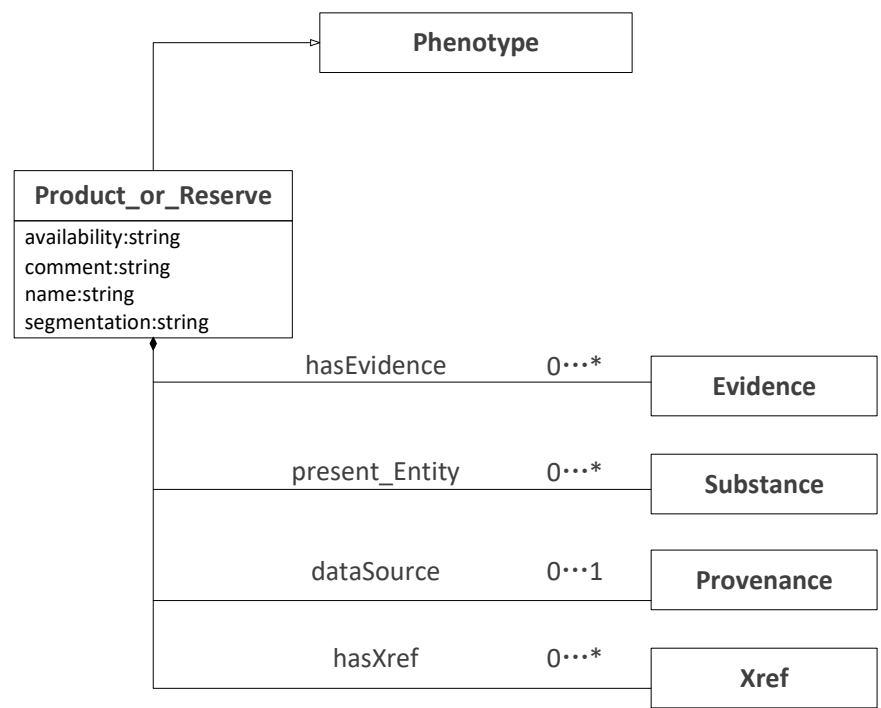 Phenotype
Product_or_Reserve
availability:string
comment:string
name:string
segmentation:string
hasEvidence 0···*
Evidence
present_Entity 0···*
Substance
dataSource 0···1
Provenance
hasXref 0···*
Xref